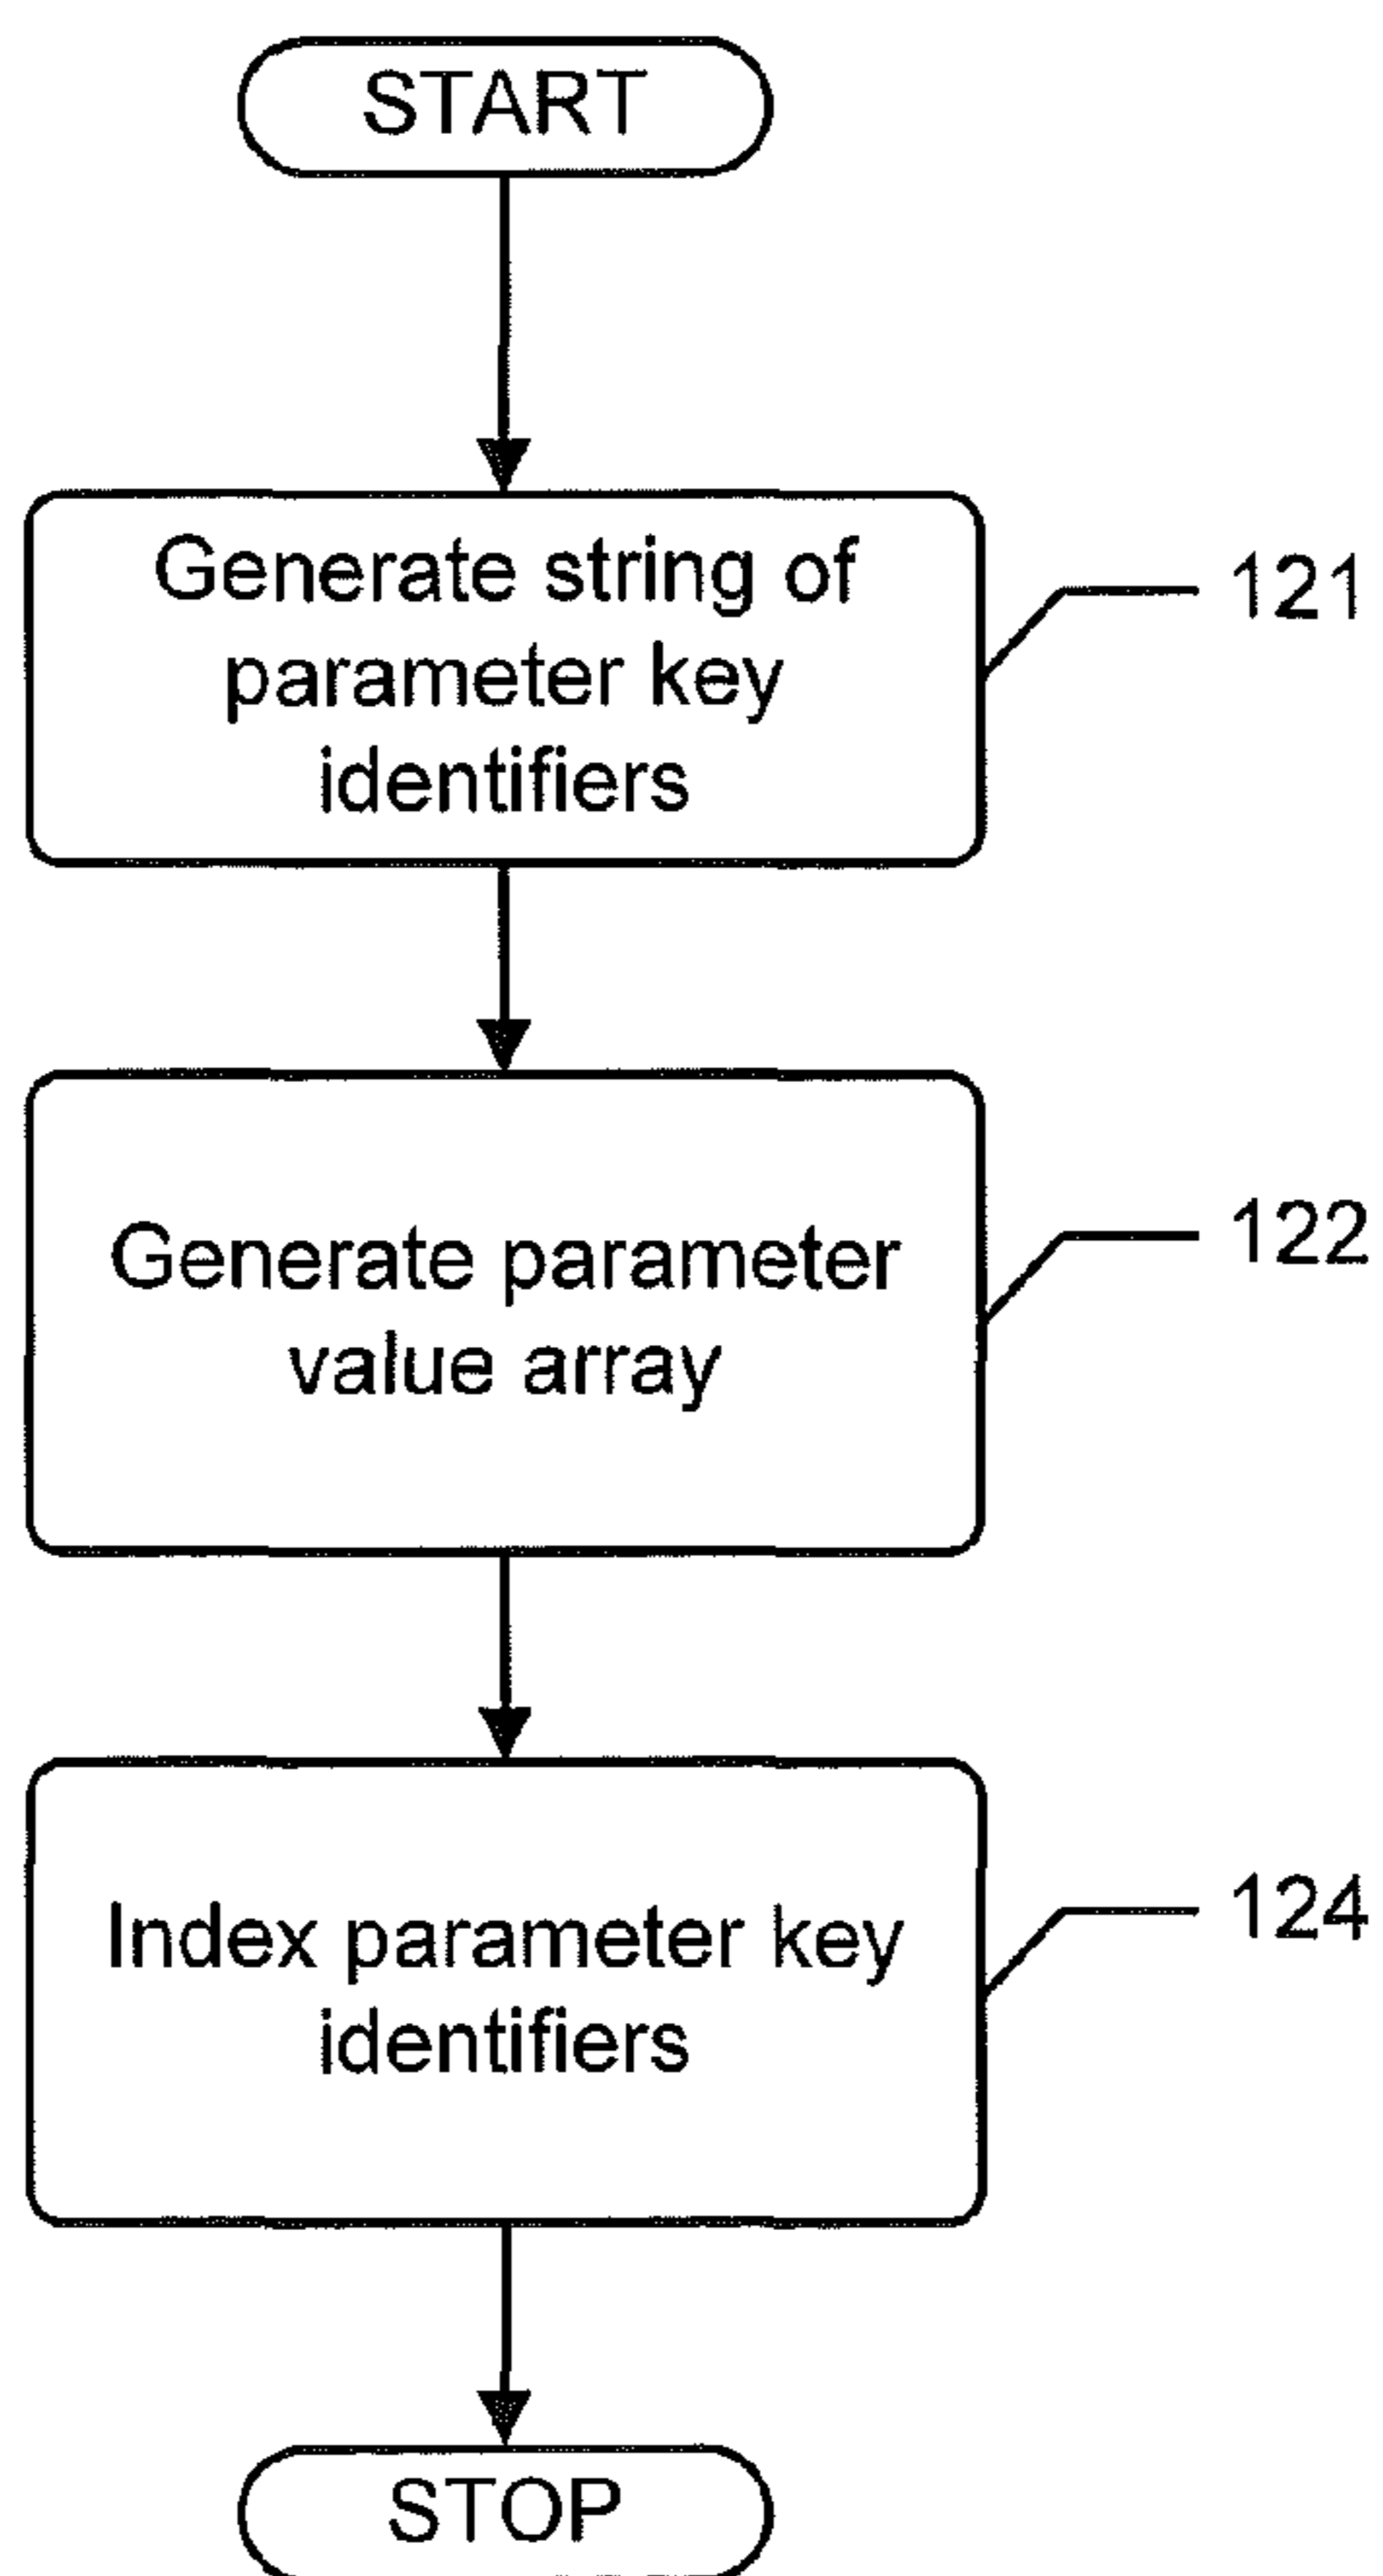 START
Generate string of
parameter key
identifiers
121
Generate parameter
value array
122
Index parameter key
identifiers
124
STOP